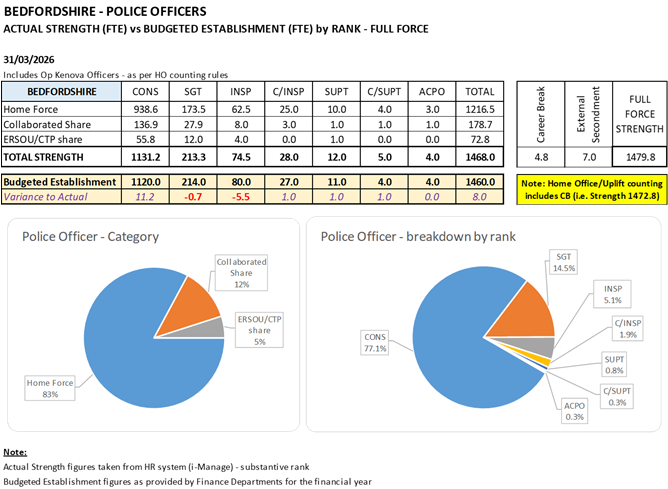 BEDFORDSHIRE - POLICE OFFICERS
ACTUAL STRENGTH (FTE) vs BUDGETED ESTABLISHMENT (FTE) by RANK - FULL FORCE
31/03/2026
Includes Op Kenova Officers - as per HO counting rules
BEDFORDSHIRE CONS SGT INSP C/INSP SUPT C/SUPT ACPO TOTAL
Home Force 938.6 173.5 62.5 25.0 10.0 4.0 3.0 1216.5
Collaborated Share 136.9 27.9 8.0 3.0 1.0 1.0 1.0 178.7
ERSOU/CTP share 55.8 12.0 4.0 0.0 1.0 0.0 0.0 72.8
TOTAL STRENGTH 1131.2 213.3 74.5 28.0 12.0 5.0 4.0 1468.0
Budgeted Establishment 1120.0 214.0 80.0 27.0 11.0 4.0 4.0 1460.0
Variance to Actual 11.2 -0.7 -5.5 1.0 1.0 1.0 0.0 8.0
Career Break
External Secondment
FULL
FORCE
STRENGTH
4.8 7.0 1479.8
Note: Home Office/Uplift counting
includes CB (i.e. Strength 1472.8)
Police Officer - Category
Collaborated
Share
12%
ERSOU/CTP
share
5%
Home Force
83%
Police Officer - breakdown by rank
SGT
14.5%
INSP
5.1%
C/INSP
1.9%
SUPT
0.8%
C/SUPT
0.3%
ACPO
0.3%
CONS
77.1%
Note:
Actual Strength figures taken from HR system (i-Manage) - substantive rank
Budgeted Establishment figures as provided by Finance Departments for the financial year